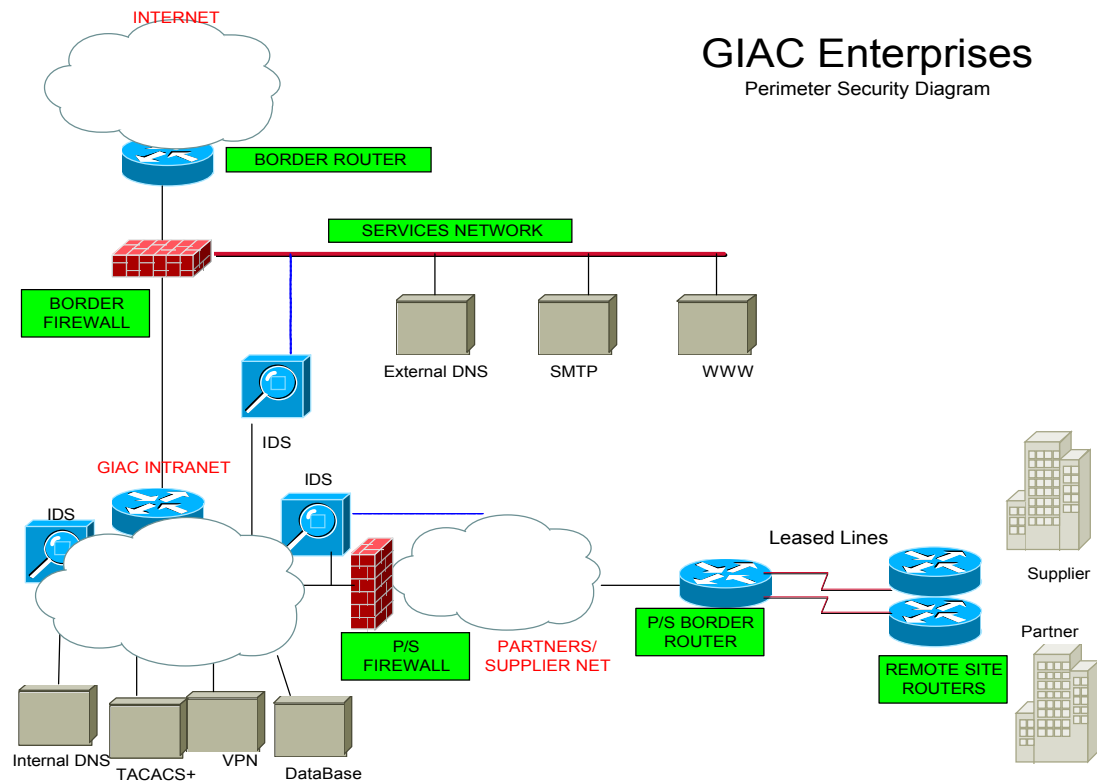 INTERNET
GIAC Enterprises
Perimeter Security Diagram
BORDER ROUTER
SERVICES NETWORK
BORDER
FIREWALL
External DNS
SMTP
WWW
IDS
GIAC INTRANET
IDS
IDS
Leased Lines
Supplier
P/S
FIREWALL
PARTNERS/
SUPPLIER NET
P/S BORDER
ROUTER
Partner
REMOTE SITE
ROUTERS
Internal DNS
TACACS+
VPN
DataBase